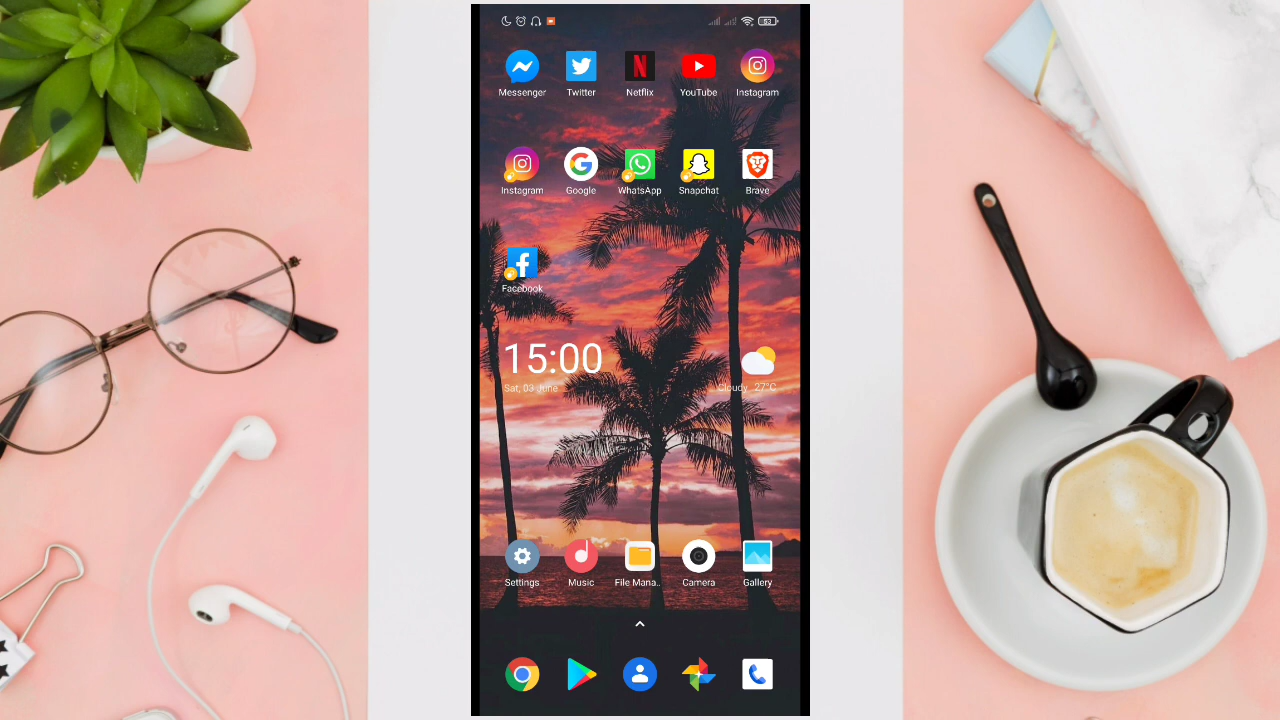 53
Messenger
Twitter
Netflix
YouTube
Instagram
Instagram
Google
WhatsApp
Snapchat
Brave
Facebook
15:00
Sat, 03 June
Cloudy 27°C
Settings
Music
File Mana..
Camera
Gallery